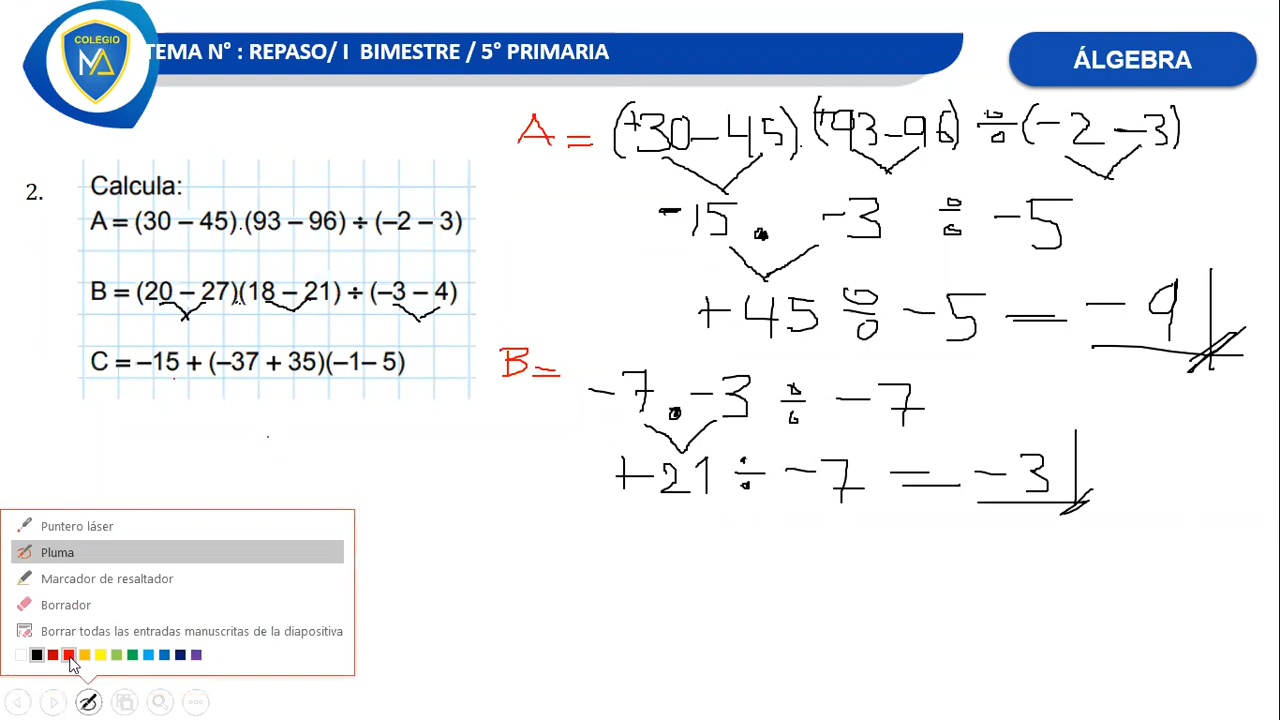 COLEGIO
MA
TEMA N° : REPASO/ I BIMESTRE / 5° PRIMARIA
ÁLGEBRA
2.
Calcula:
A = (30 – 45).(93 – 96) ÷ (–2 – 3)
B = (20 – 27)(18 – 21) ÷ (–3 – 4)
C = –15 + (–37 + 35)(–1– 5)
A = (+30 – 45).(+93 – 96) ÷ (– 2 – 3)
-15 . -3 ÷ -5
+ 45 ÷ - 5 = - 9
B =
-7 . -3 ÷ -7
+21 ÷ -7 = -3
Puntero láser
Pluma
Marcador de resaltador
Borrador
Borrar todas las entradas manuscritas de la diapositiva